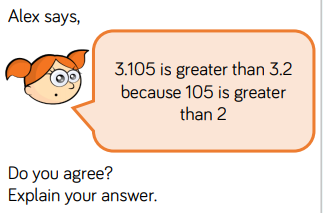 Alex says,
3.105 is greater than 3.2
because 105 is greater
than 2
Do you agree?
Explain your answer.